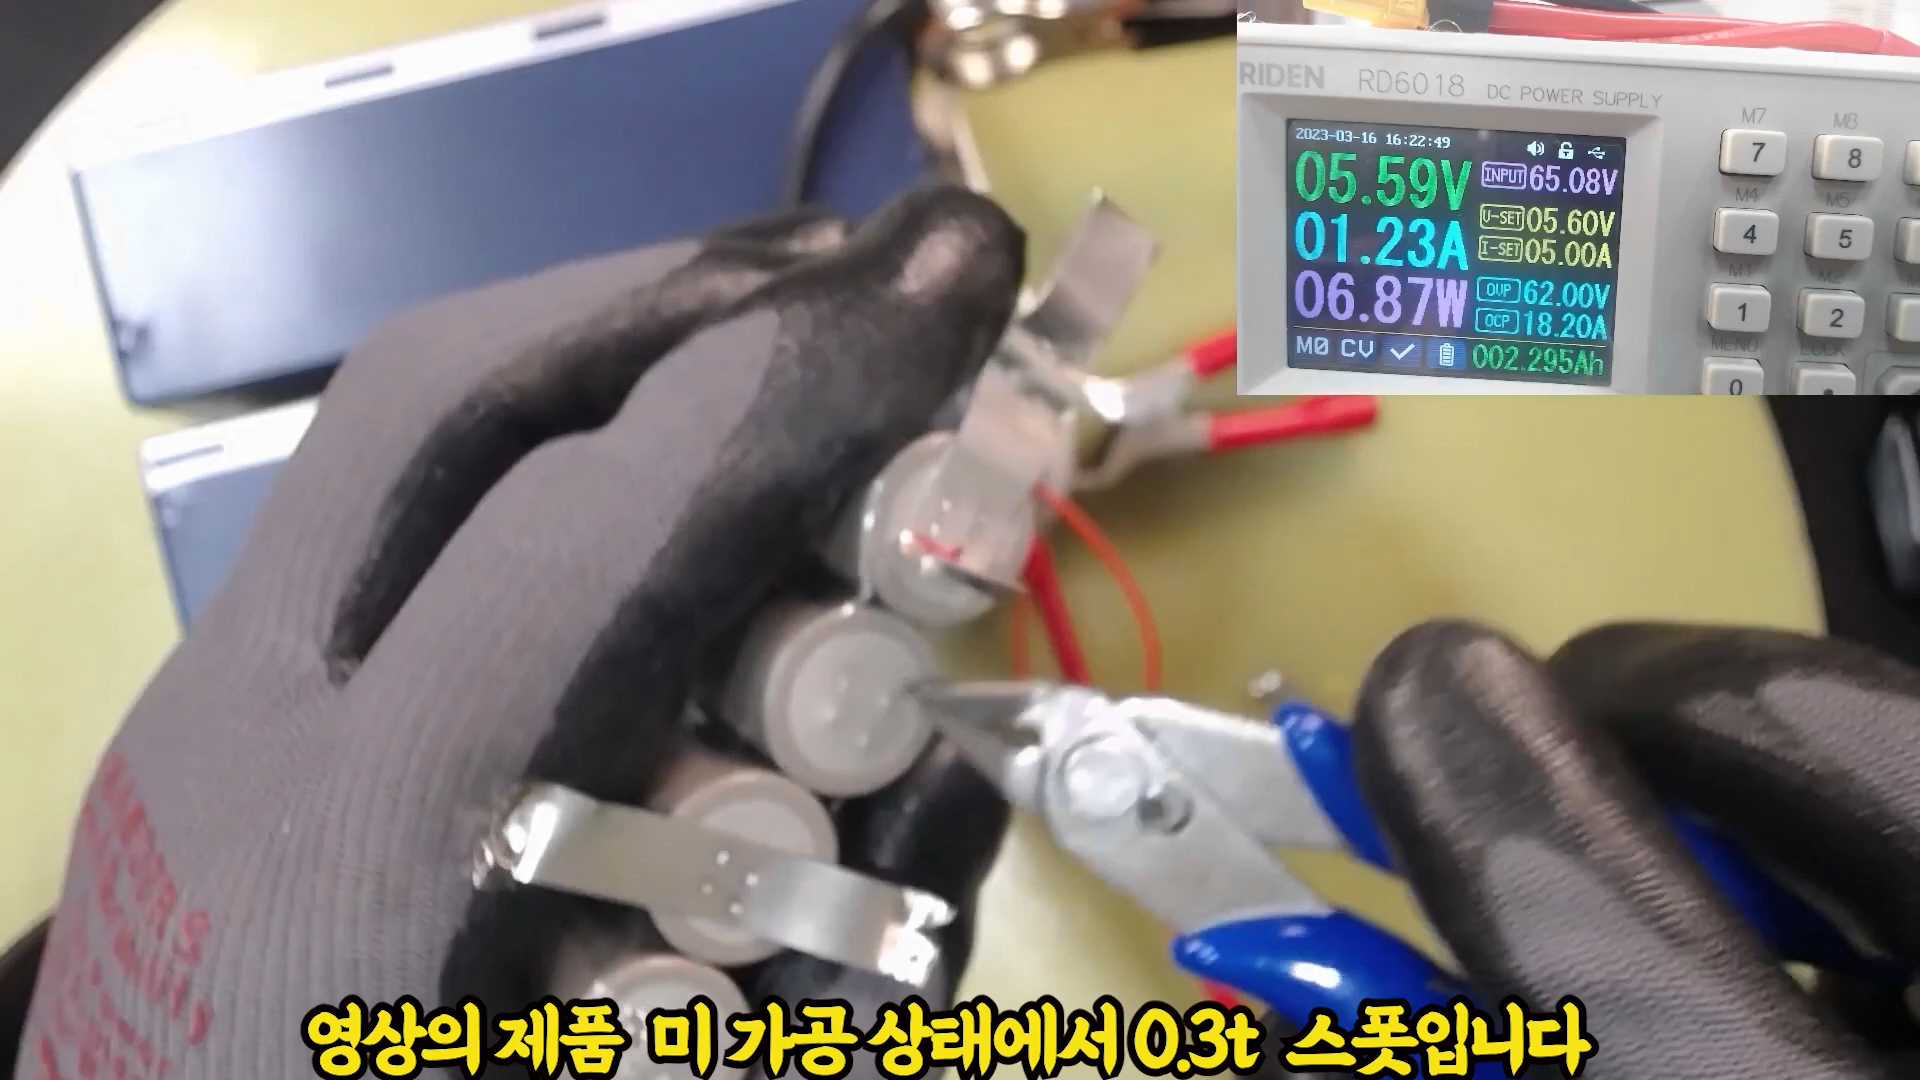 RIDEN RD6018 DC POWER SUPPLY
2023-03-16 16:22:49
05.59V
01.23A
06.87W
INPUT 65.08V
V-SET 05.60V
I-SET 05.00A
OVP 62.00V
OCP 18.20A
M0 CV 002.295Ah
M7 M8
7 8
M4 M5
4 5
M1 M2
1 2
MENU LOCK
0 .
영상의 제품 미 가공 상태에서 0.3t 스폿입니다